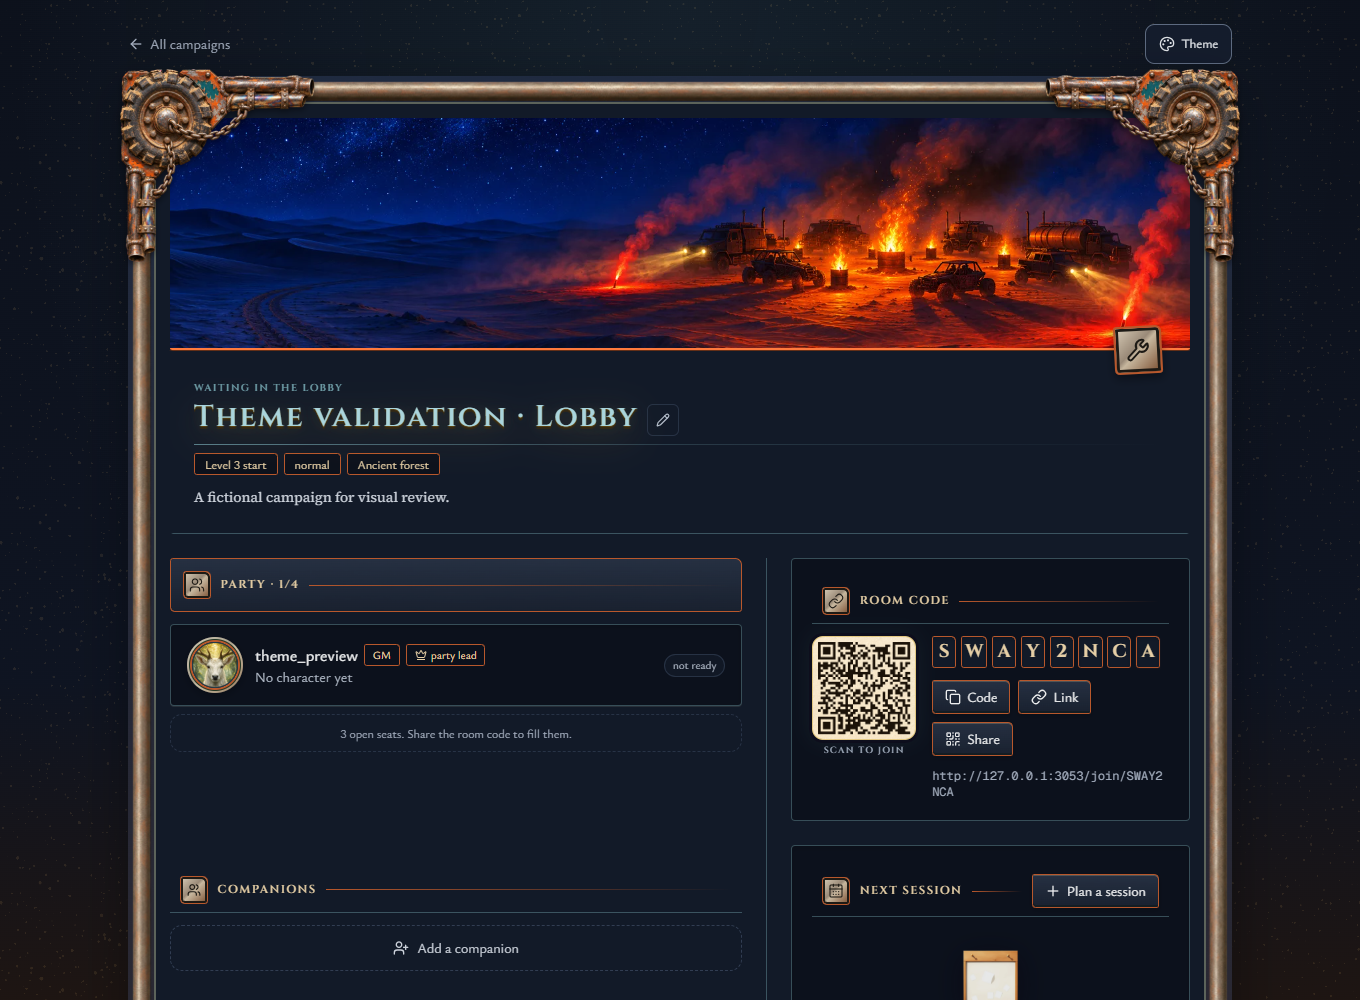 All campaigns
Theme
WAITING IN THE LOBBY
THEME VALIDATION · LOBBY
Level 3 start
normal
Ancient forest
A fictional campaign for visual review.
PARTY · 1/4
theme_preview
GM
party lead
No character yet
not ready
3 open seats. Share the room code to fill them.
COMPANIONS
Add a companion
ROOM CODE
SWAY2NCA
Code
Link
Share
SCAN TO JOIN
http://127.0.0.1:3053/join/SWAY2
NCA
NEXT SESSION
Plan a session